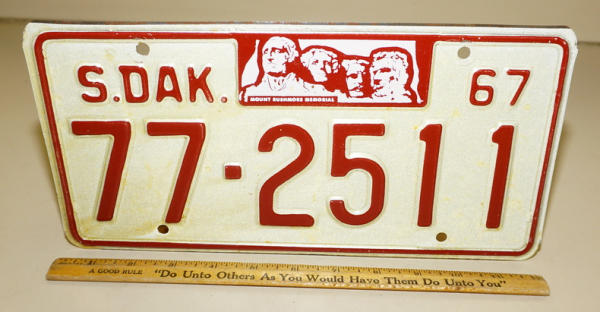 S.DAK.
MOUNT RUSHMORE MEMORIAL
67
77·2511
A GOOD RULE "Do Unto Others As You Would Have Them Do Unto You"